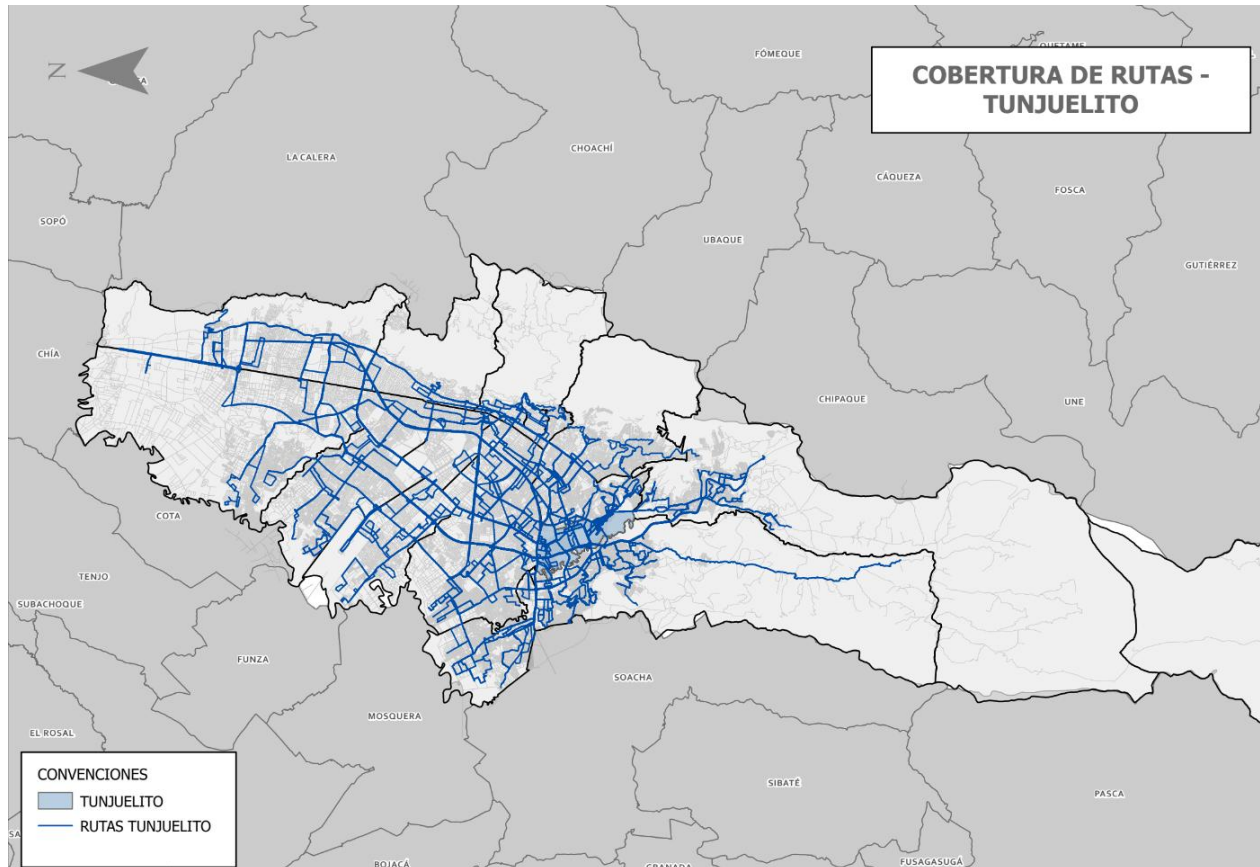 FÓMEQUE
QUETAME
N
COBERTURA DE RUTAS -
TUNJUELITO
LA CALERA
CHOACHÍ
CÁQUEZA
FOSCA
SOPÓ
UBAQUE
GUTIÉRREZ
CHÍA
CHIPAQUE
UNE
COTA
TENJO
SUBACHOQUE
FUNZA
SOACHA
MOSQUERA
EL ROSAL
SIBATÉ
PASCA
CONVENCIONES
TUNJUELITO
RUTAS TUNJUELITO
BOJACÁ
GRANADA
FUSAGASUGÁ